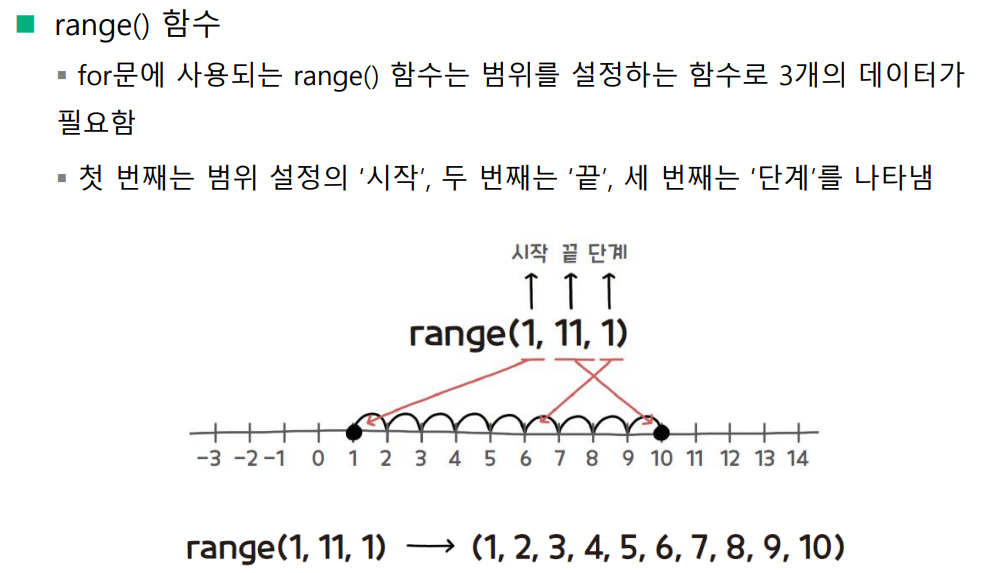 range() 함수
for문에 사용되는 range() 함수는 범위를 설정하는 함수로 3개의 데이터가
필요함
첫 번째는 범위 설정의 '시작', 두 번째는 '끝', 세 번째는 '단계'를 나타냄
시작 끝 단계
range(1, 11, 1)
-3 -2 -1 0 1 2 3 4 5 6 7 8 9 10 11 12 13 14
range(1, 11, 1) → (1, 2, 3, 4, 5, 6, 7, 8, 9, 10)